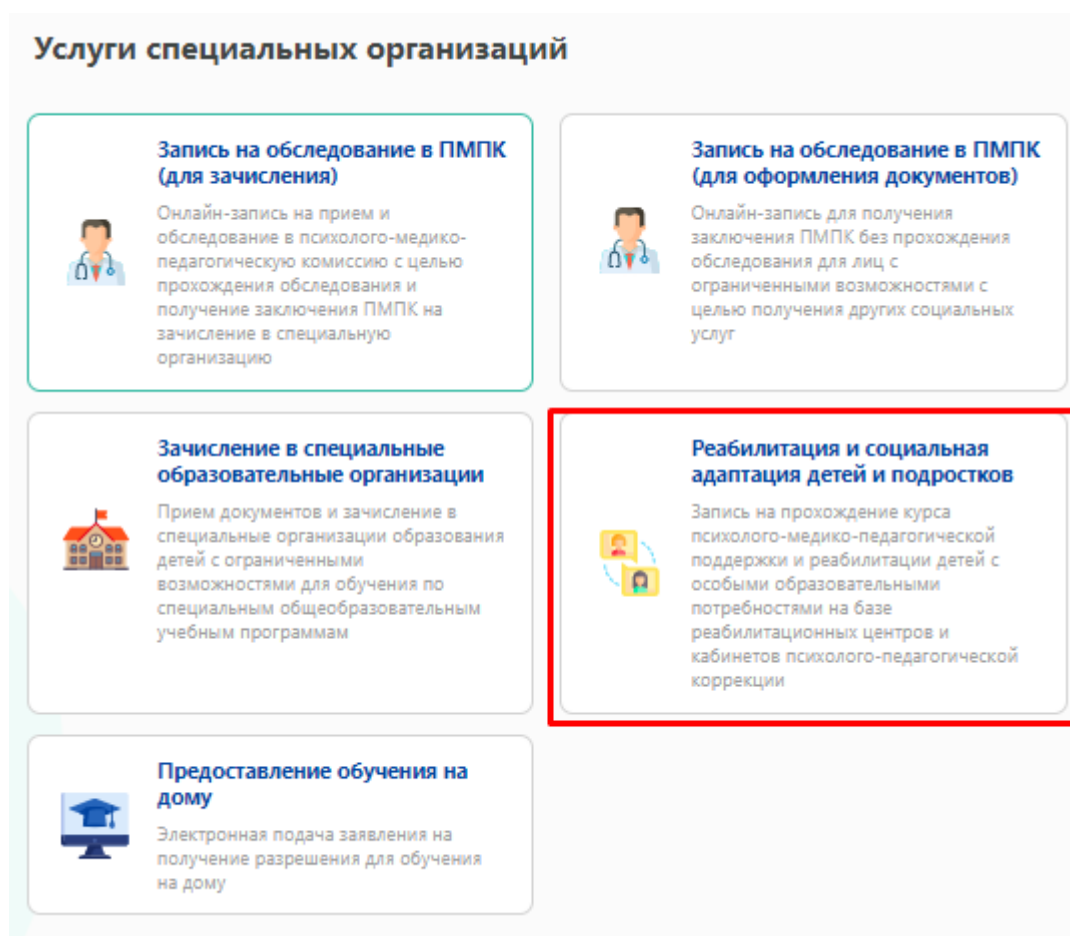 Услуги специальных организаций
Запись на обследование в ПМПК
(для зачисления)
Онлайн-запись на прием и
обследование в психолого-медико-
педагогическую комиссию с целью
прохождения обследования и
получение заключения ПМПК на
зачисление в специальную
организацию
Запись на обследование в ПМПК
(для оформления документов)
Онлайн-запись для получения
заключения ПМПК без прохождения
обследования для лиц с
ограниченными возможностями с
целью получения других социальных
услуг
Зачисление в специальные
образовательные организации
Прием документов и зачисление в
специальные организации образования
детей с ограниченными
возможностями для обучения по
специальным общеобразовательным
учебным программам
Реабилитация и социальная
адаптация детей и подростков
Запись на прохождение курса
психолого-медико-педагогической
поддержки и реабилитации детей с
особыми образовательными
потребностями на базе
реабилитационных центров и
кабинетов психолого-педагогической
коррекции
Предоставление обучения на
дому
Электронная подача заявления на
получение разрешения для обучения
на дому